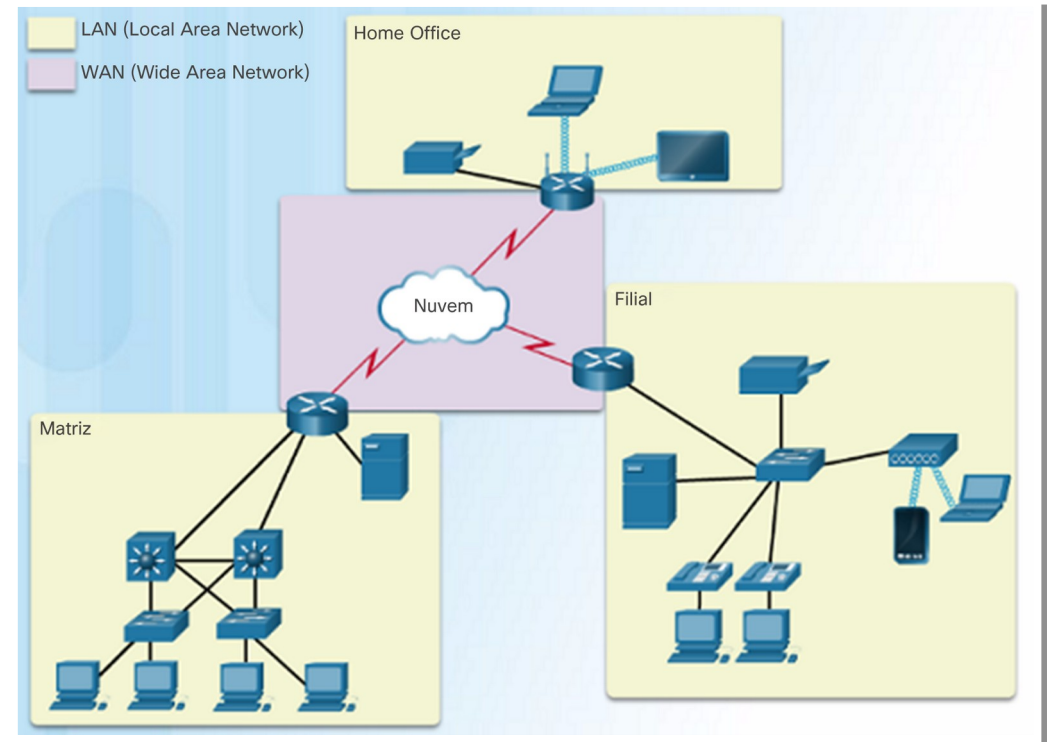 LAN (Local Area Network)
WAN (Wide Area Network)
Home Office
Nuvem
Filial
Matriz